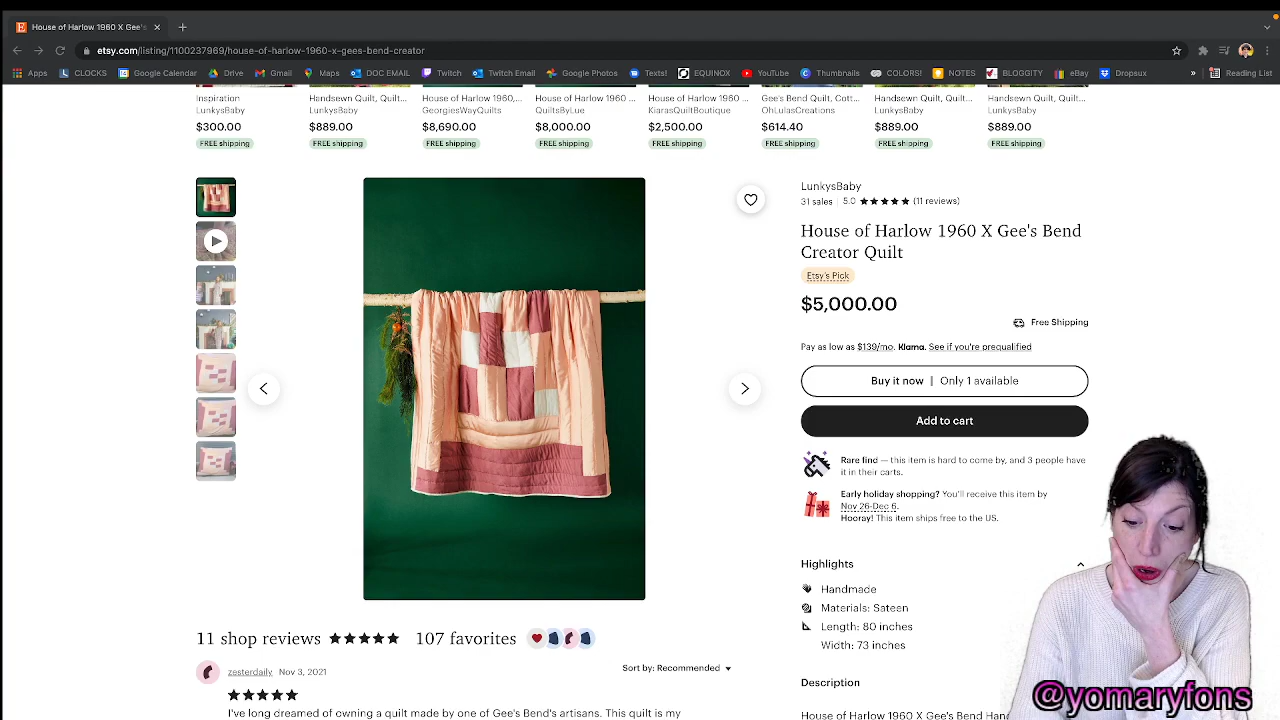 House of Harlow 1960 X Gee's
etsy.com/listing/1100237969/house-of-harlow-1960-x-gees-bend-creator
Apps CLOCKS Google Calendar Drive Gmail Maps DOC EMAIL Twitch Twitch Email Google Photos Texts! EQUINOX YouTube Thumbnails COLORS! NOTES BLOGGITY eBay Dropsux » Reading List
Inspiration Handsewn Quilt, Quilt... House of Harlow 1960,... House of Harlow 1960 ... House of Harlow 1960 ... Gee's Bend Quilt, Cott... Handsewn Quilt, Quilt... Handsewn Quilt, Quilt...
LunkysBaby LunkysBaby GeorgiesWayQuilts QuiltsByLue KiarasQuiltBoutique OhLulasCreations LunkysBaby LunkysBaby
$300.00 $889.00 $8,690.00 $8,000.00 $2,500.00 $614.40 $889.00 $889.00
FREE shipping FREE shipping FREE shipping FREE shipping FREE shipping FREE shipping FREE shipping FREE shipping
LunkysBaby
31 sales | 5.0 ★★★★★ (11 reviews)
House of Harlow 1960 X Gee's Bend
Creator Quilt
Etsy's Pick
$5,000.00
Free Shipping
Pay as low as $139/mo. Klarna. See if you're prequalified
Buy it now | Only 1 available
Add to cart
Rare find — this item is hard to come by, and 3 people have
it in their carts.
Early holiday shopping? You'll receive this item by
Nov 26-Dec 6.
Hooray! This item ships free to the US.
Highlights
Handmade
Materials: Sateen
Length: 80 inches
Width: 73 inches
Description
House of Harlow 1960 X Gee's Bend
11 shop reviews ★★★★★ 107 favorites
zesterdaily Nov 3, 2021
Sort by: Recommended
★★★★★
I've long dreamed of owning a quilt made by one of Gee's Bend's artisans. This quilt is my
@yomaryfons